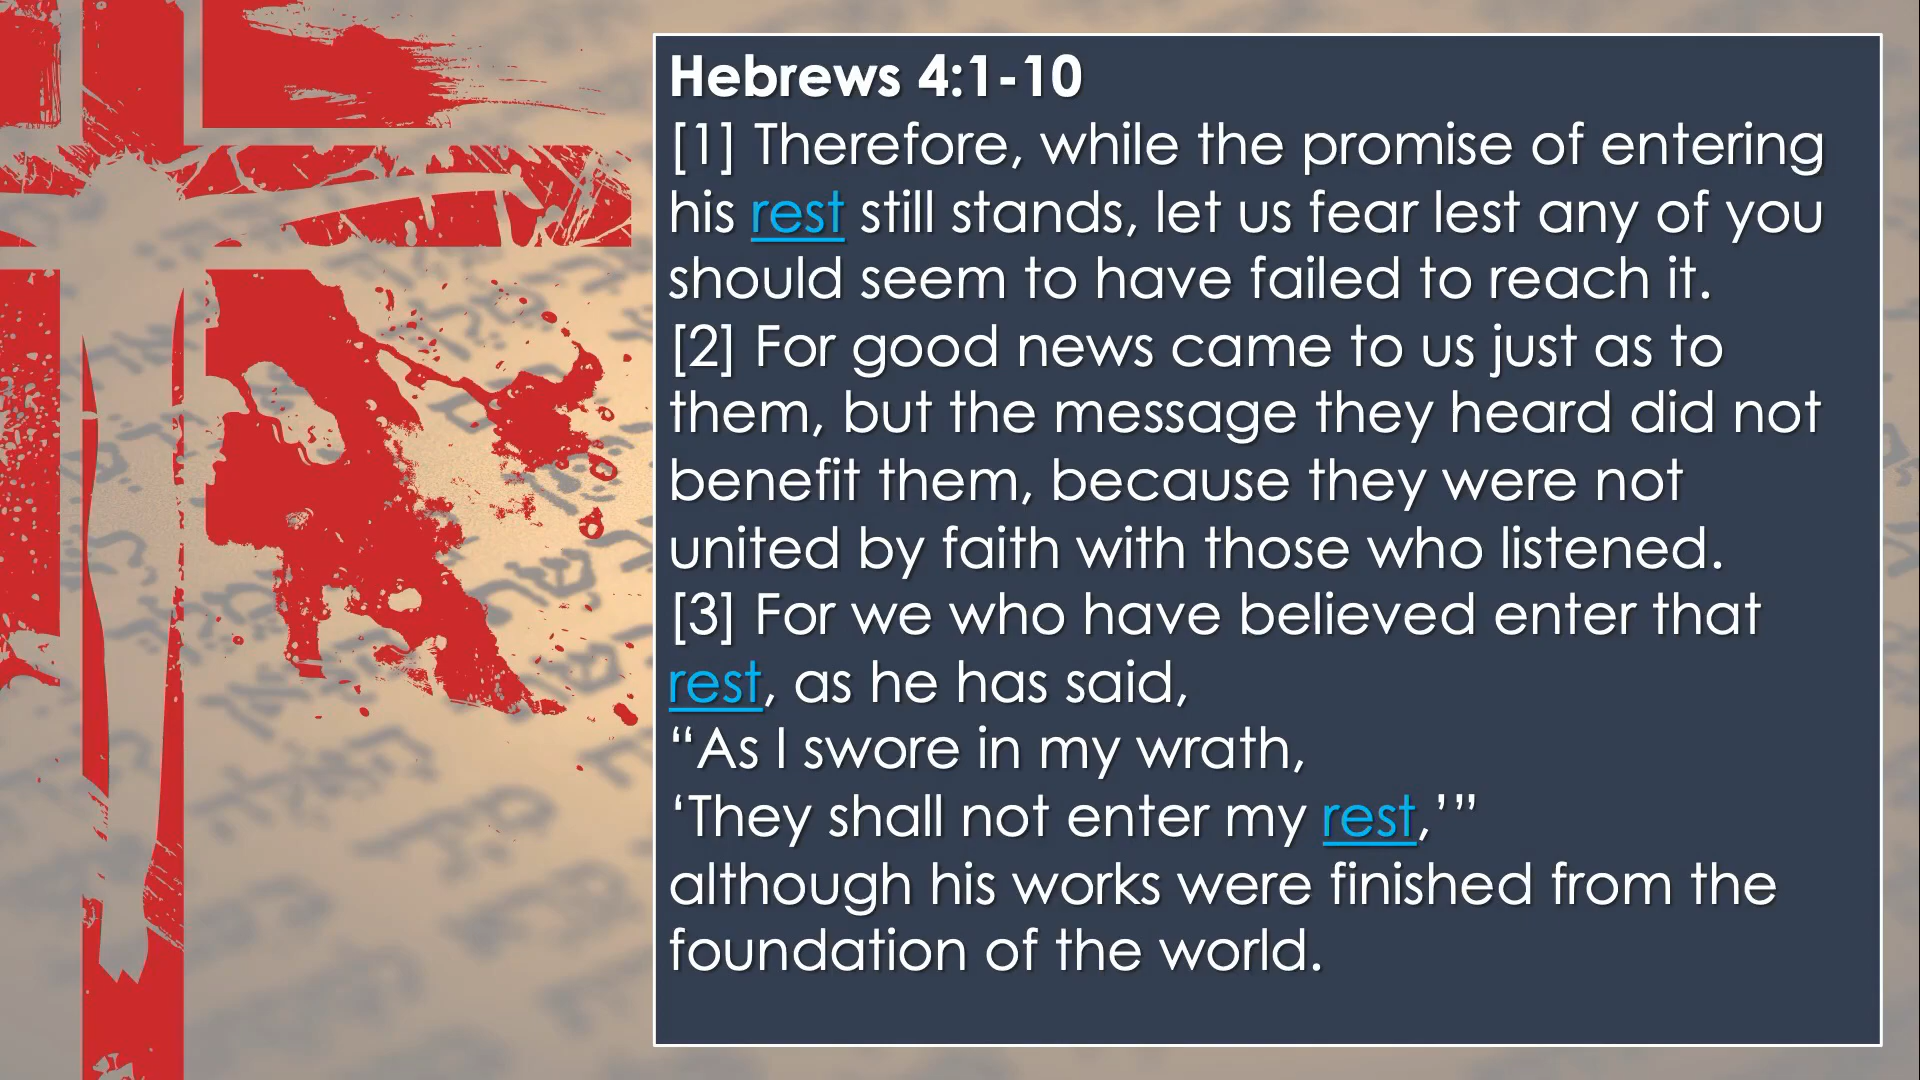 Hebrews 4:1-10
[1] Therefore, while the promise of entering
his rest still stands, let us fear lest any of you
should seem to have failed to reach it.
[2] For good news came to us just as to
them, but the message they heard did not
benefit them, because they were not
united by faith with those who listened.
[3] For we who have believed enter that
rest, as he has said,
“As I swore in my wrath,
‘They shall not enter my rest,’”
although his works were finished from the
foundation of the world.